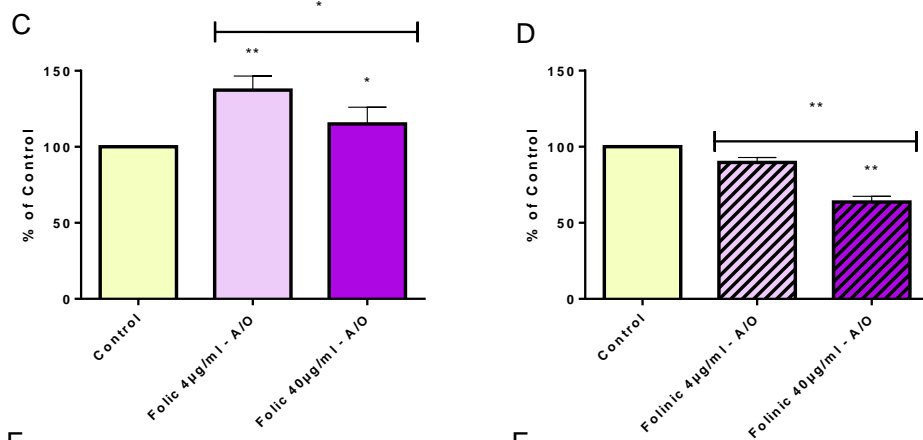 C
*
**
*
% of Control
150
100
50
0
Control
Folic 4µg/ml - A/O
Folic 40µg/ml - A/O
D
**
**
% of Control
150
100
50
0
Control
Folinic 4µg/ml - A/O
Folinic 40µg/ml - A/O